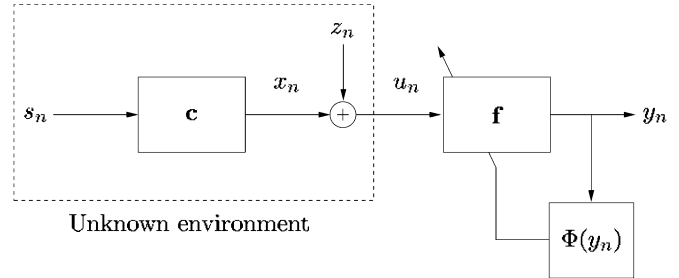 z_n
s_n
c
x_n
+
u_n
f
y_n
Unknown environment
Φ(y_n)